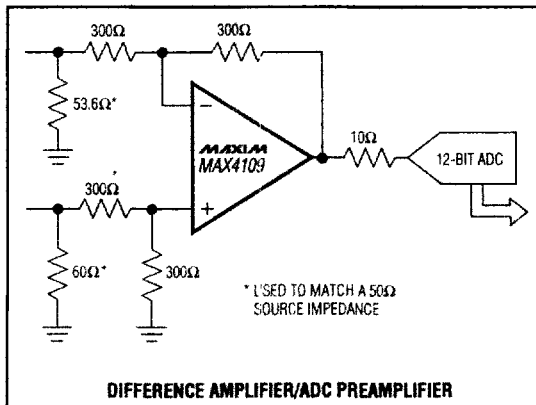 300Ω
300Ω
53.6Ω*
−
MAXIM
MAX4109
10Ω
12-BIT ADC
300Ω*
+
60Ω*
300Ω
* USED TO MATCH A 50Ω
SOURCE IMPEDANCE
DIFFERENCE AMPLIFIER/ADC PREAMPLIFIER